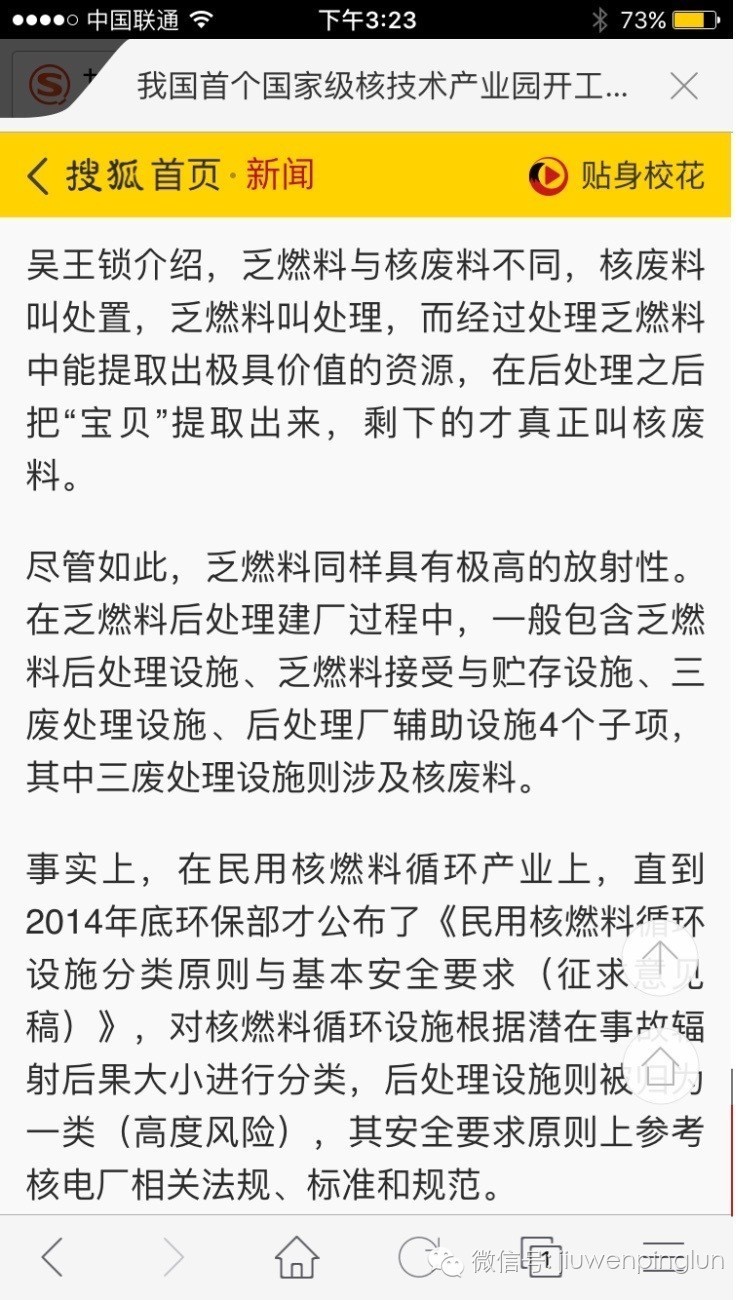 中国联通 下午3:23 73%
我国首个国家级核技术产业园开工...
搜狐首页·新闻 贴身校花
吴王锁介绍，乏燃料与核废料不同，核废料
叫处置，乏燃料叫处理，而经过处理乏燃料
中能提取出极具价值的资源，在后处理之后
把“宝贝”提取出来，剩下的才真正叫核废
料。
尽管如此，乏燃料同样具有极高的放射性。
在乏燃料后处理建厂过程中，一般包含乏燃
料后处理设施、乏燃料接受与贮存设施、三
废处理设施、后处理厂辅助设施4个子项，
其中三废处理设施则涉及核废料。
事实上，在民用核燃料循环产业上，直到
2014年底环保部才公布了《民用核燃料循环
设施分类原则与基本安全要求（征求意见
稿）》，对核燃料循环设施根据潜在事故辐
射后果大小进行分类，后处理设施则被归为
一类（高度风险），其安全要求原则上参考
核电厂相关法规、标准和规范。
1
微信号: jiuwenpinglun